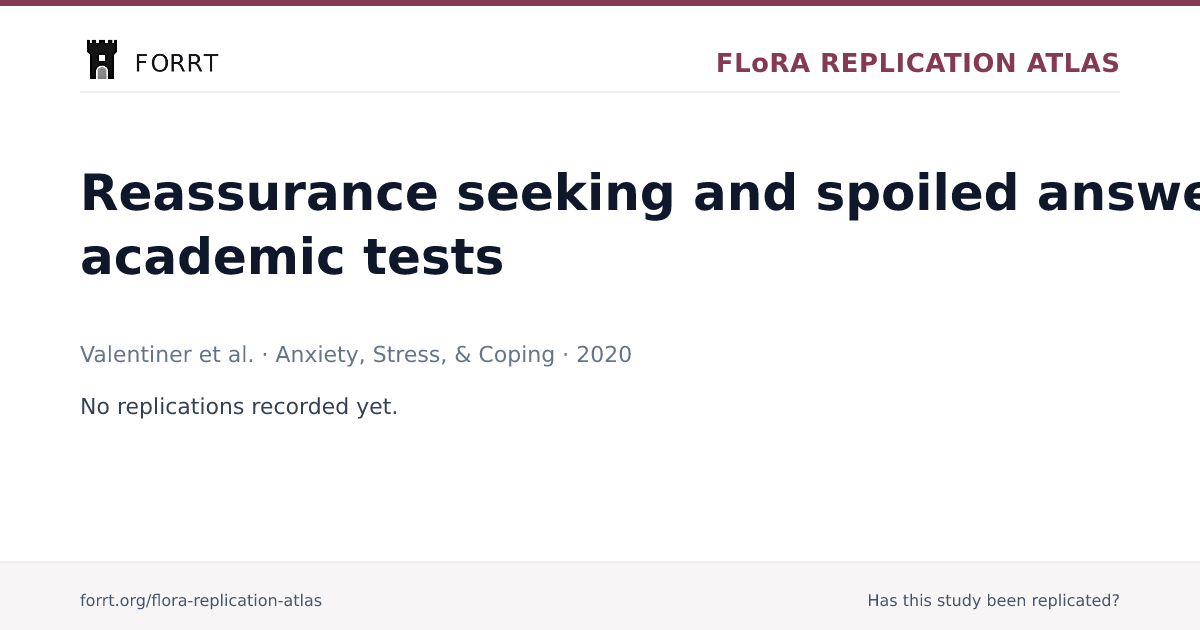 FORRT
FLoRA REPLICATION ATLAS
Reassurance seeking and spoiled answe
academic tests
Valentiner et al. · Anxiety, Stress, & Coping · 2020
No replications recorded yet.
forrt.org/flora-replication-atlas
Has this study been replicated?